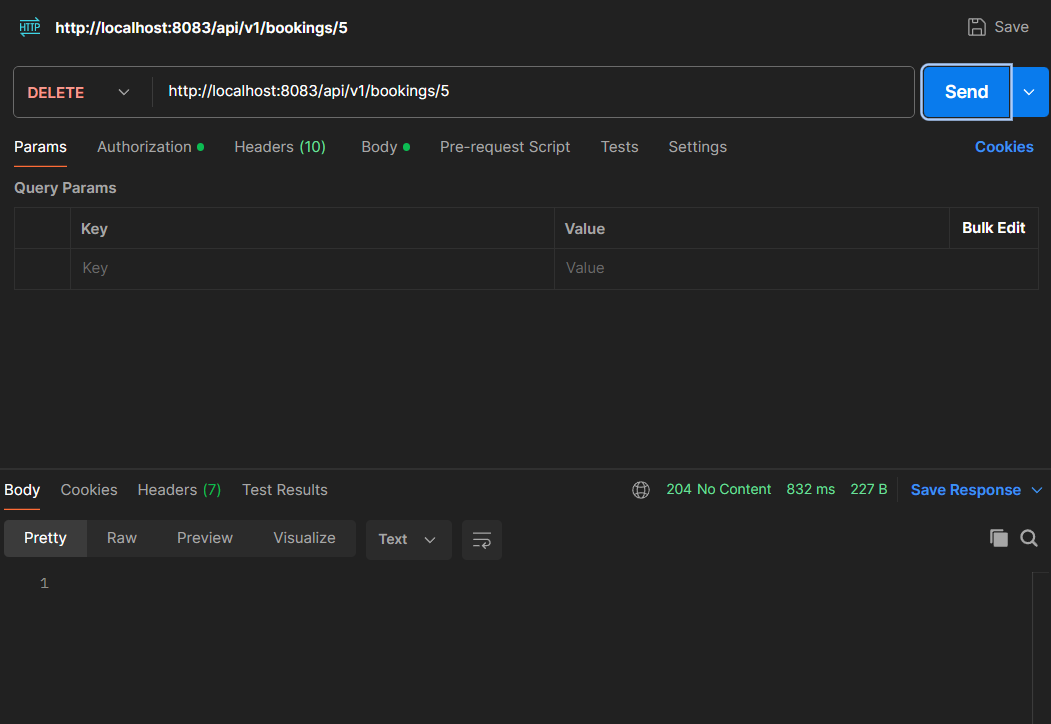 HTTP http://localhost:8083/api/v1/bookings/5 Save
DELETE http://localhost:8083/api/v1/bookings/5 Send
Params Authorization Headers (10) Body Pre-request Script Tests Settings Cookies
Query Params
Key Value Bulk Edit
Key Value
Body Cookies Headers (7) Test Results 204 No Content 832 ms 227 B Save Response
Pretty Raw Preview Visualize Text
1